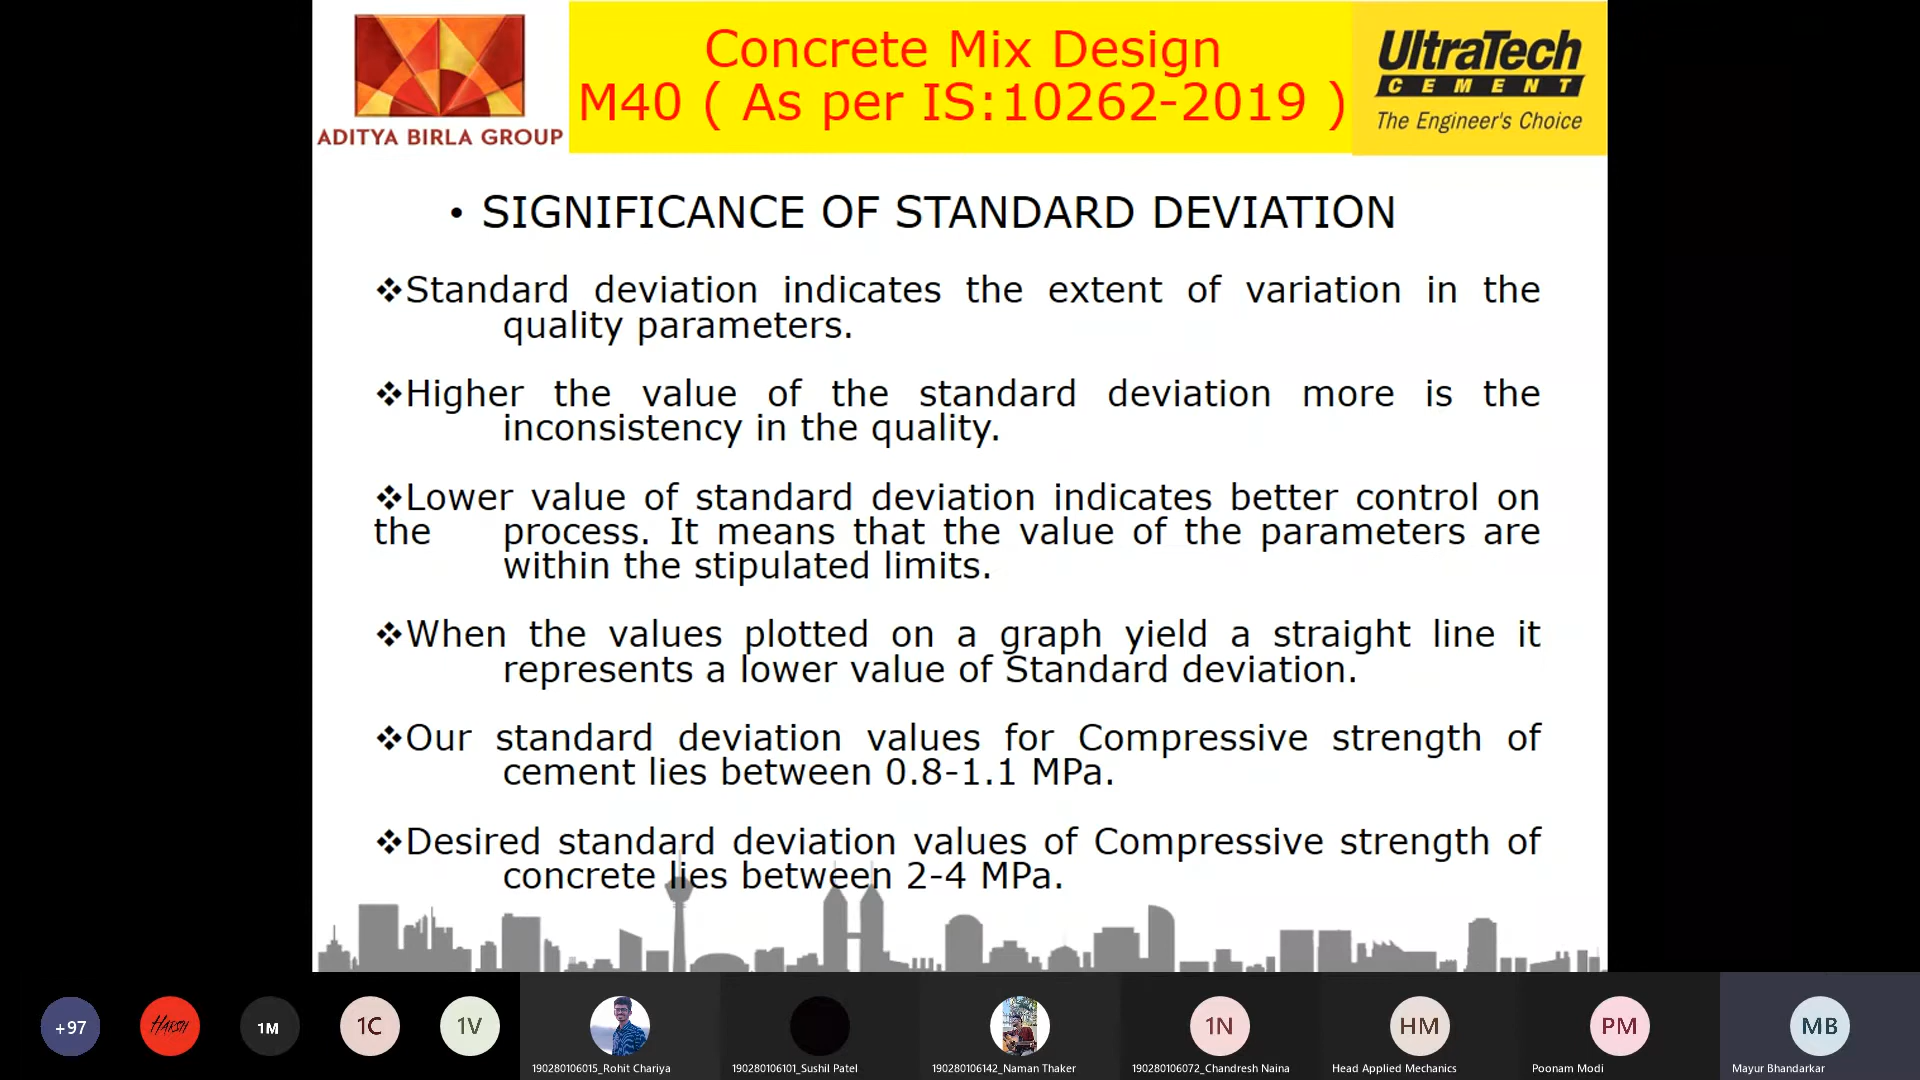 Concrete Mix Design
M40 ( As per IS:10262-2019 )
ADITYA BIRLA GROUP
UltraTech
CEMENT
The Engineer's Choice
• SIGNIFICANCE OF STANDARD DEVIATION
❖Standard deviation indicates the extent of variation in the
quality parameters.
❖Higher the value of the standard deviation more is the
inconsistency in the quality.
❖Lower value of standard deviation indicates better control on
the process. It means that the value of the parameters are
within the stipulated limits.
❖When the values plotted on a graph yield a straight line it
represents a lower value of Standard deviation.
❖Our standard deviation values for Compressive strength of
cement lies between 0.8-1.1 MPa.
❖Desired standard deviation values of Compressive strength of
concrete lies between 2-4 MPa.
+97
HARSH
1M
1C
1V
1N
HM
PM
MB
190280106015_Rohit Chariya
190280106101_Sushil Patel
190280106142_Naman Thaker
190280106072_Chandresh Naina
Head Applied Mechanics
Poonam Modi
Mayur Bhandarkar